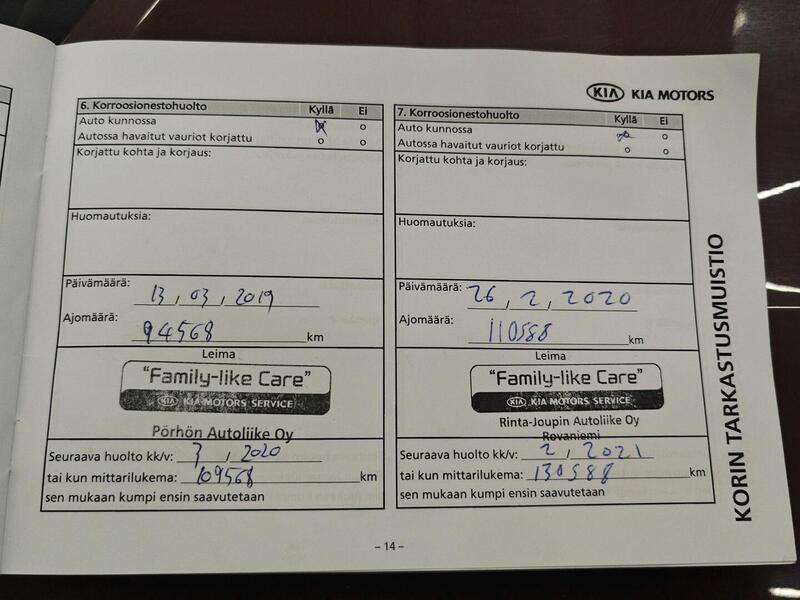 KIA KIA MOTORS
6. Korroosionestohuolto Kyllä Ei
Auto kunnossa
Autossa havaitut vauriot korjattu
Korjattu kohta ja korjaus:
Huomautuksia:
Päivämäärä: 13 , 03 , 2019
Ajomäärä: 94568 km
Leima
"Family-like Care"
KIA KIA MOTORS SERVICE
Pörhön Autoliike Oy
Seuraava huolto kk/v: 3 , 2020
tai kun mittarilukema: 109568 km
sen mukaan kumpi ensin saavutetaan
7. Korroosionestohuolto Kyllä Ei
Auto kunnossa
Autossa havaitut vauriot korjattu
Korjattu kohta ja korjaus:
Huomautuksia:
Päivämäärä: 26 , 2 , 2020
Ajomäärä: 110588 km
Leima
"Family-like Care"
KIA KIA MOTORS SERVICE
Rinta-Joupin Autoliike Oy
Rovaniemi
Seuraava huolto kk/v: 2 , 2021
tai kun mittarilukema: 130588 km
sen mukaan kumpi ensin saavutetaan
KORIN TARKASTUSMUISTIO
– 14 –